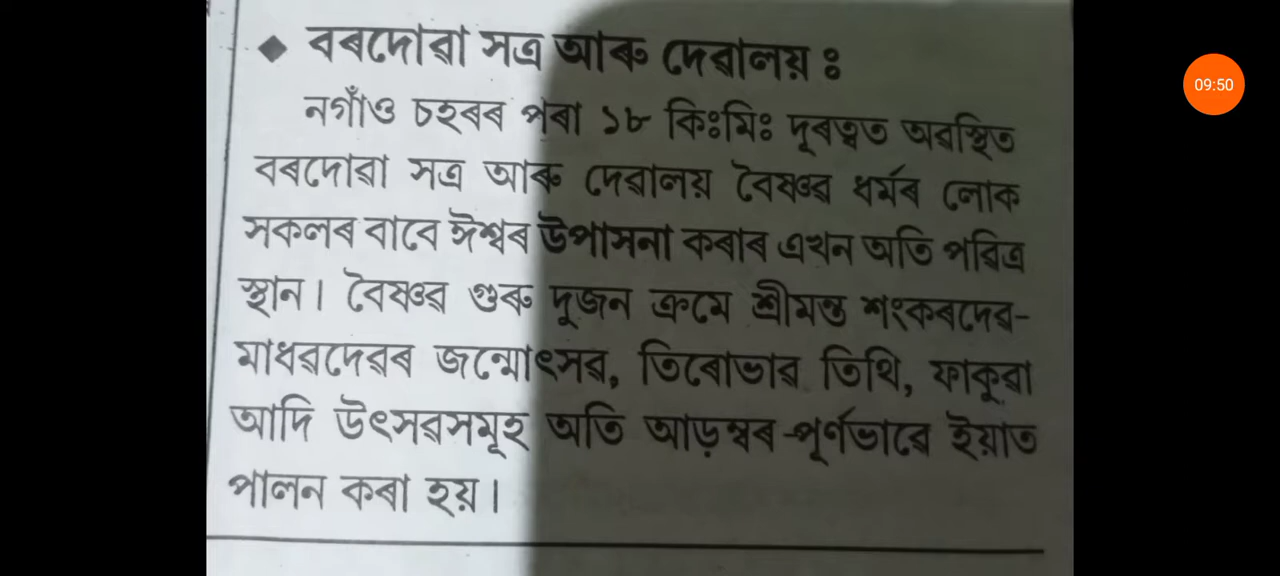 ◆ বৰদোৱা সত্ৰ আৰু দেৱালয় ঃ
নগাঁও চহৰৰ পৰা ১৮ কিঃমিঃ দূৰত্বত অৱস্থিত
বৰদোৱা সত্ৰ আৰু দেৱালয় বৈষ্ণৱ ধৰ্মৰ লোক
সকলৰ বাবে ঈশ্বৰ উপাসনা কৰাৰ এখন অতি পৱিত্ৰ
স্থান। বৈষ্ণৱ গুৰু দুজন ক্ৰমে শ্ৰীমন্ত শংকৰদেৱ-
মাধৱদেৱৰ জন্মোৎসৱ, তিৰোভাৱ তিথি, ফাকুৱা
আদি উৎসৱসমূহ অতি আড়ম্বৰ-পূৰ্ণভাৱে ইয়াত
পালন কৰা হয়।
09:50